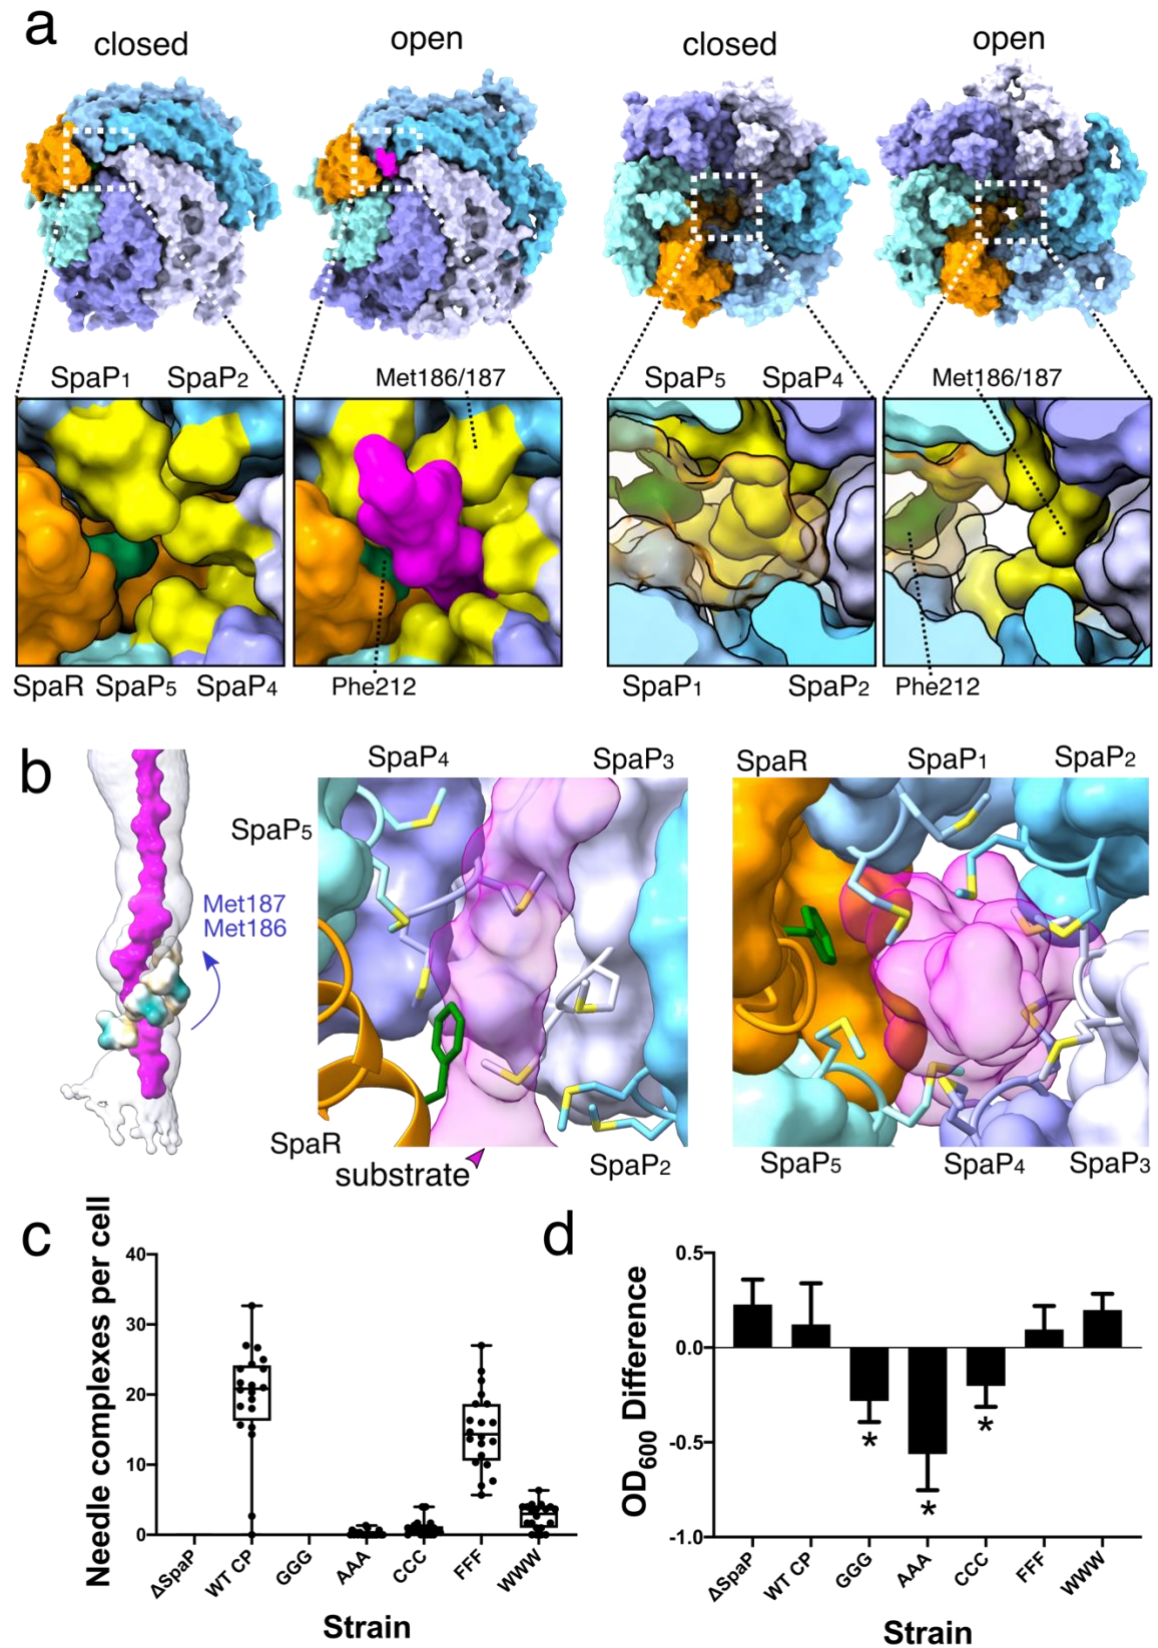 a
closed open closed open
SpaP1 SpaP2 Met186/187 SpaP5 SpaP4 Met186/187
SpaR SpaP5 SpaP4 Phe212 SpaP1 SpaP2 Phe212
b
SpaP4 SpaP3 SpaR SpaP1 SpaP2
SpaP5
Met187
Met186
SpaR
substrate SpaP2 SpaP5 SpaP4 SpaP3
c
Needle complexes per cell
40
30
20
10
0
ΔSpaP WT CP GGG AAA CCC FFF WWW
Strain
d
OD600 Difference
0.5
0.0
-0.5
-1.0
* * *
ΔSpaP WT CP GGG AAA CCC FFF WWW
Strain